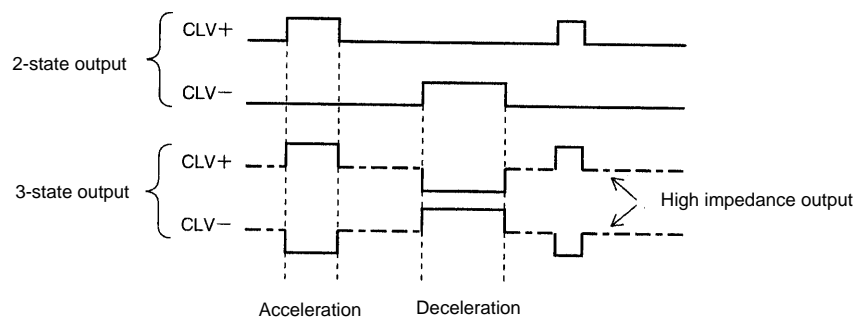 2-state output
CLV+
CLV−
3-state output
CLV+
CLV−
High impedance output
Acceleration
Deceleration